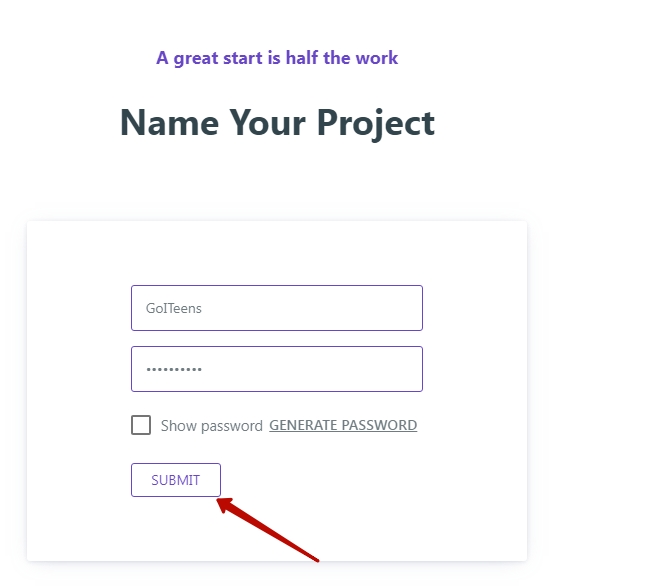 A great start is half the work
Name Your Project
GoITeens
••••••••••
Show password GENERATE PASSWORD
SUBMIT